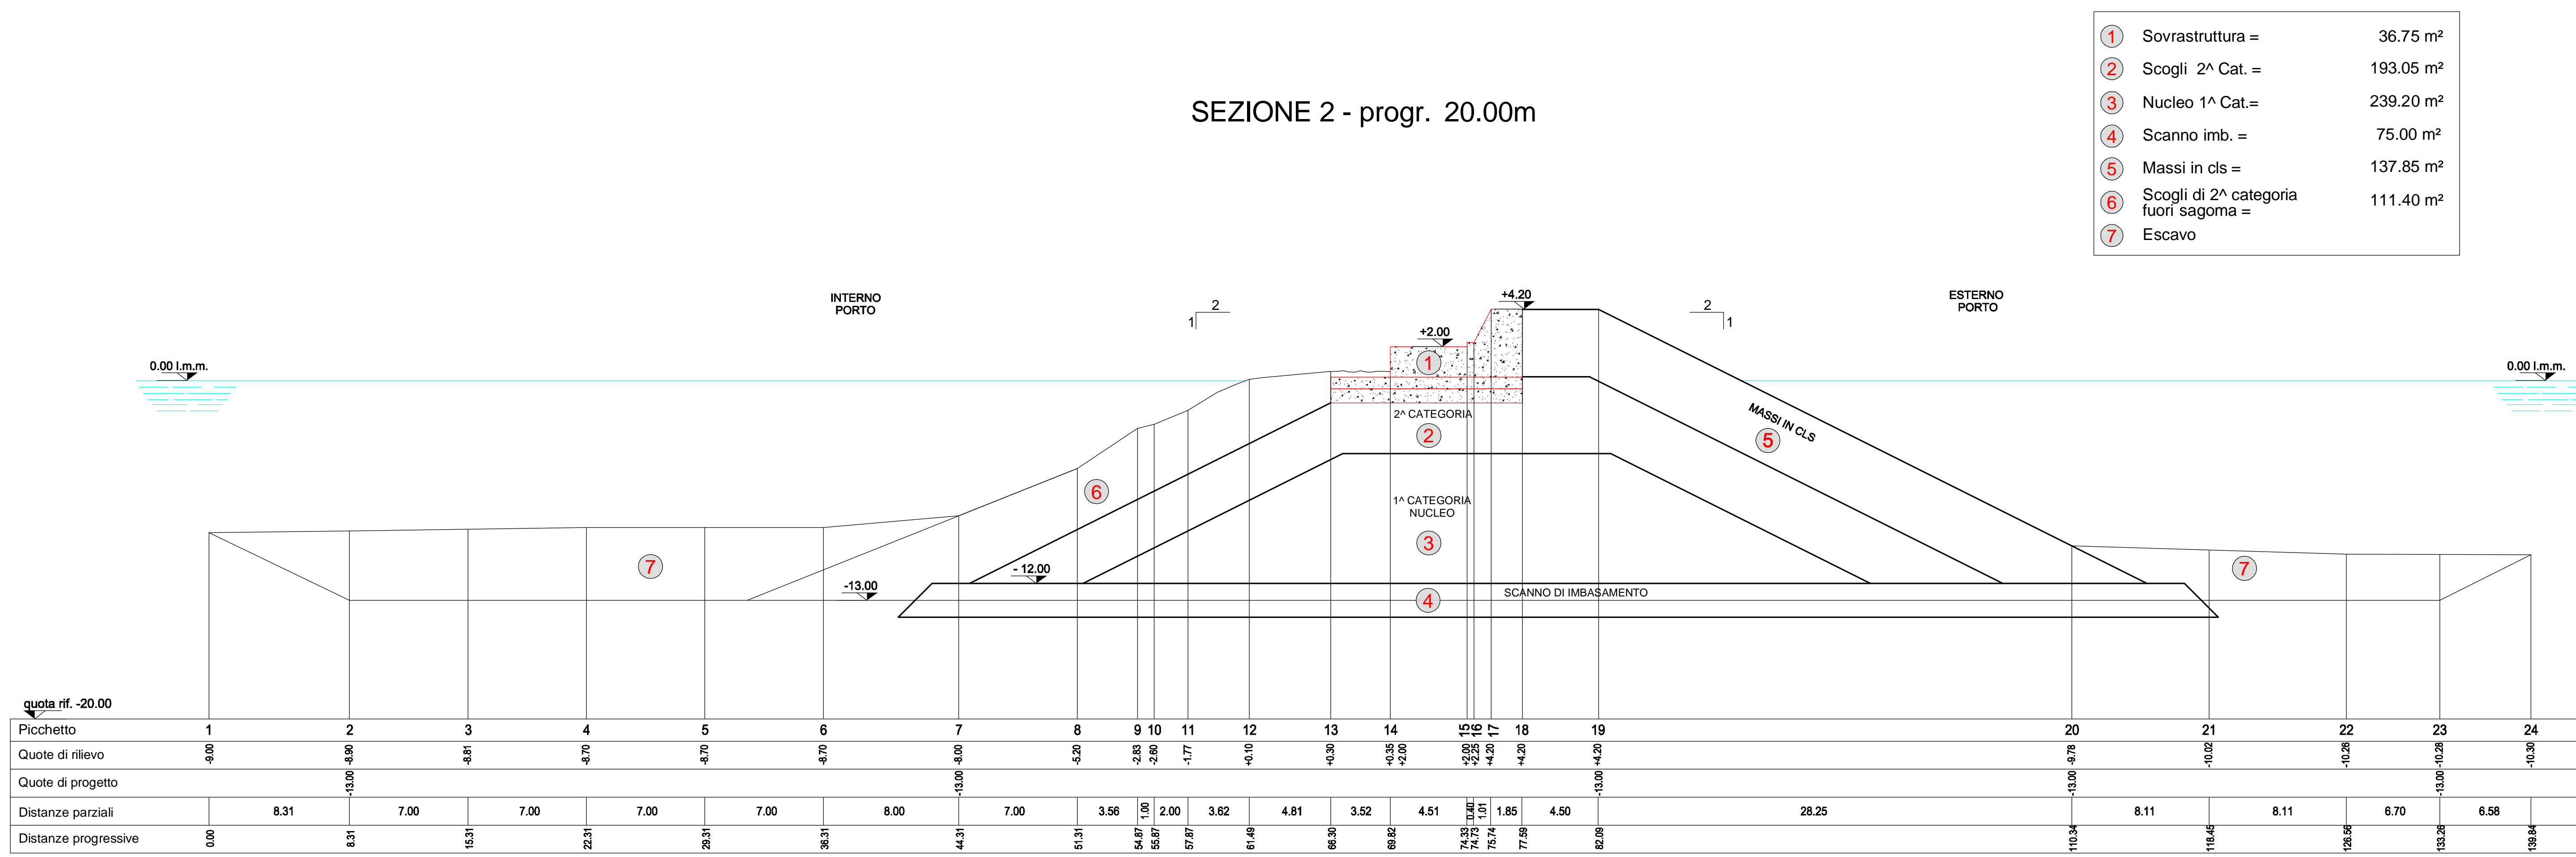 1 Sovrastruttura = 36.75 m²
2 Scogli 2^ Cat. = 193.05 m²
3 Nucleo 1^ Cat.= 239.20 m²
4 Scanno imb. = 75.00 m²
5 Massi in cls = 137.85 m²
6 Scogli di 2^ categoria
fuori sagoma = 111.40 m²
7 Escavo
SEZIONE 2 - progr. 20.00m
INTERNO
PORTO
2
1
+4.20
2
1
ESTERNO
PORTO
+2.00
0.00 l.m.m.
0.00 l.m.m.
1
2^ CATEGORIA
2
MASSI IN CLS
5
6
1^ CATEGORIA
NUCLEO
3
7
7
- 12.00
-13.00
4
SCANNO DI IMBASAMENTO
quota rif. -20.00
Picchetto 1 2 3 4 5 6 7 8 9 10 11 12 13 14 15 16 17 18 19 20 21 22 23 24
Quote di rilievo -9.00 -8.90 -8.81 -8.70 -8.70 -8.70 -8.00 -5.20 -2.83 -2.60 -1.77 +0.10 +0.30 +0.35 +2.00 +2.00 +2.25 +4.20 +4.20 +4.20 -9.78 -10.02 -10.26 -10.28 -10.30
Quote di progetto -13.00 -13.00 -13.00 -13.00 -13.00
Distanze parziali 8.31 7.00 7.00 7.00 7.00 8.00 7.00 3.56 1.00 2.00 3.62 4.81 3.52 4.51 0.40 1.01 1.85 4.50 28.25 8.11 8.11 6.70 6.58
Distanze progressive 0.00 8.31 15.31 22.31 29.31 36.31 44.31 51.31 54.87 55.87 57.87 61.49 66.30 69.82 74.33 74.73 75.74 77.59 82.09 110.34 118.45 126.56 133.26 139.84